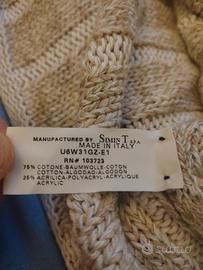 MANUFACTURED BY SIMIN T S.P.A.
MADE IN ITALY
U6W31GZ-E1
RN# 103723
75% COTONE-BAUMWOLLE-COTON
COTTON-ALGODAO-ALGODON
25% ACRILICA-POLYACRYL-ACRYLIQUE
ACRYLIC
subito